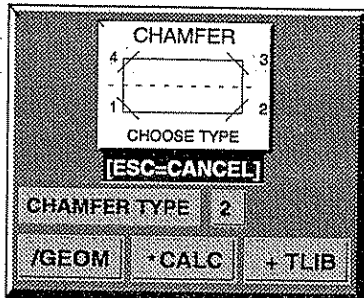 CHAMFER
4 3
1 2
CHOOSE TYPE
[ESC=CANCEL]
CHAMFER TYPE 2
/GEOM *CALC + TLIB